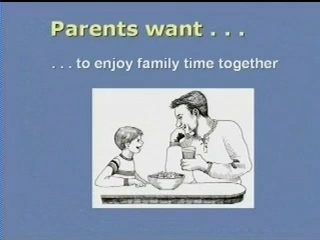 Parents want . . .
. . . to enjoy family time together